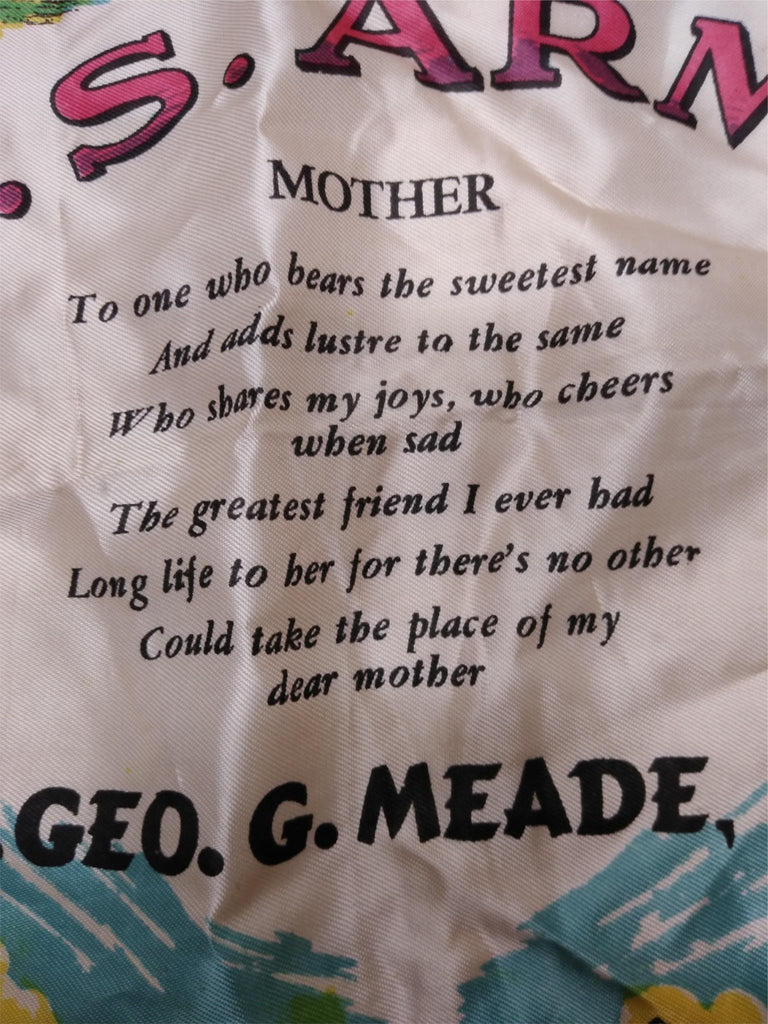 . S. ARM
MOTHER
To one who bears the sweetest name
And adds lustre to the same
Who shares my joys, who cheers
when sad
The greatest friend I ever had
Long life to her for there's no other
Could take the place of my
dear mother
GEO. G. MEADE,